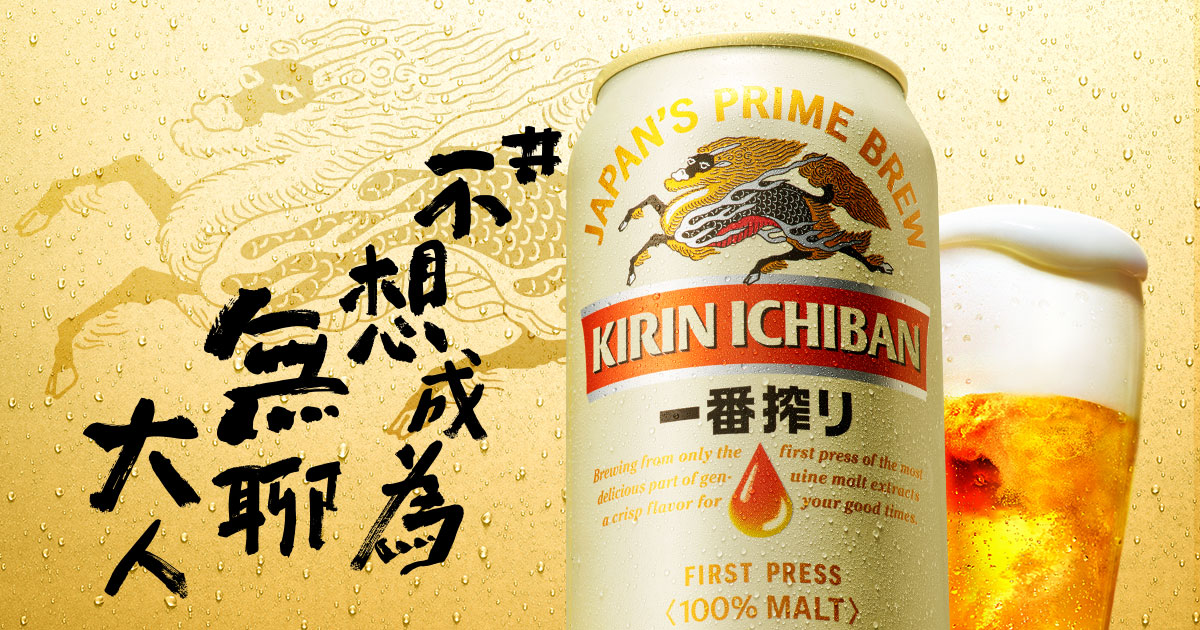 #不想成為
無聊
大人
JAPAN'S PRIME BREW
KIRIN ICHIBAN
一番搾り
Brewing from only the first press of the most
delicious part of genuine malt extracts
a crisp flavor for your good times.
FIRST PRESS
〈100% MALT〉